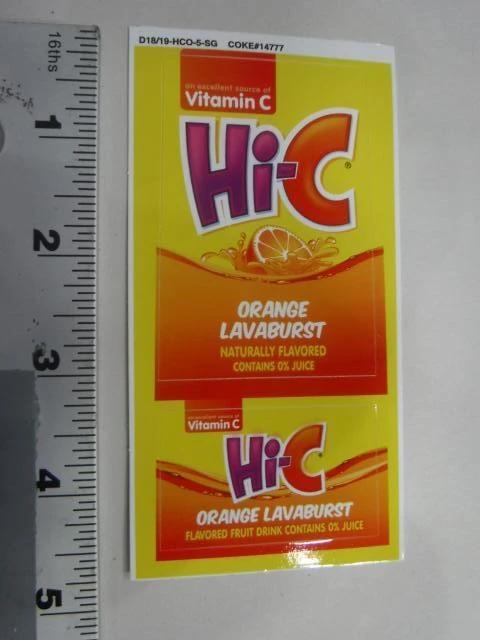 16ths
1
2
3
4
5
D18/19-HCO-5-SG COKE#14777
an excellent source of
Vitamin C
Hi-C®
ORANGE
LAVABURST
NATURALLY FLAVORED
CONTAINS 0% JUICE
an excellent source of
Vitamin C
Hi-C
ORANGE LAVABURST
FLAVORED FRUIT DRINK CONTAINS 0% JUICE